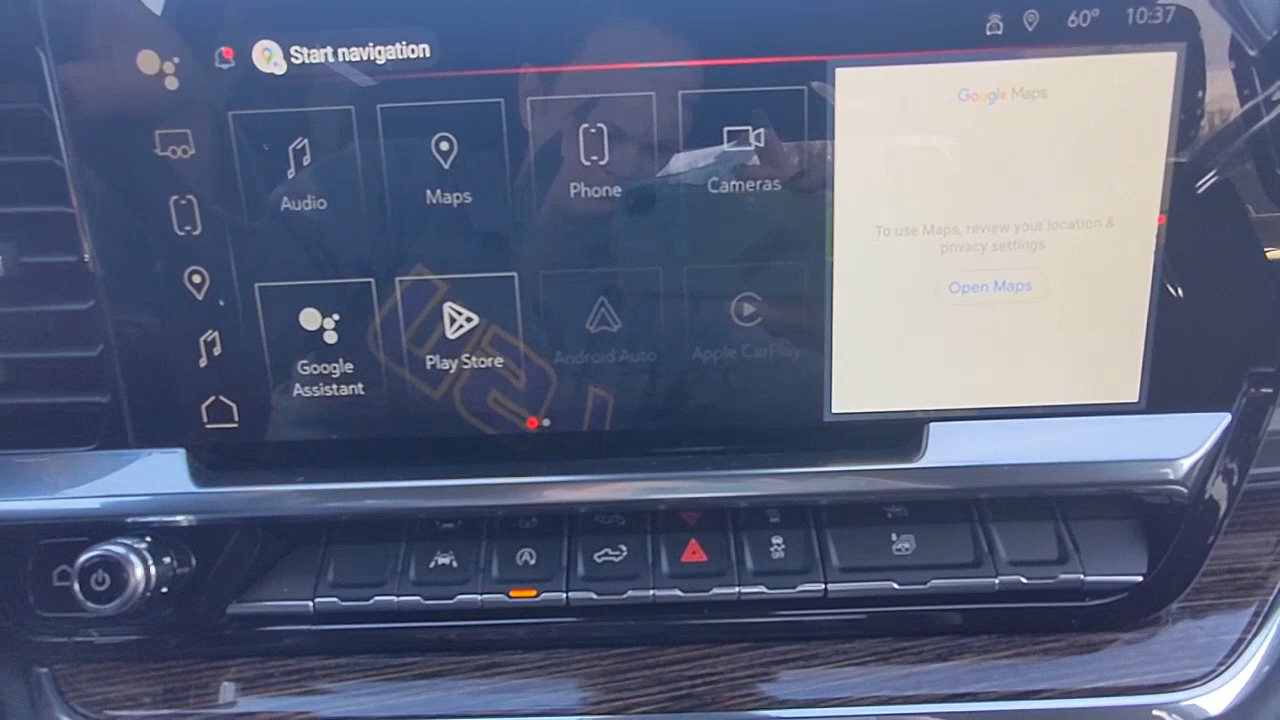 Start navigation
60° 10:37
Audio
Maps
Phone
Cameras
Google
Assistant
Play Store
Android Auto
Apple CarPlay
Google Maps
To use Maps, review your location &
privacy settings
Open Maps
A
OFF